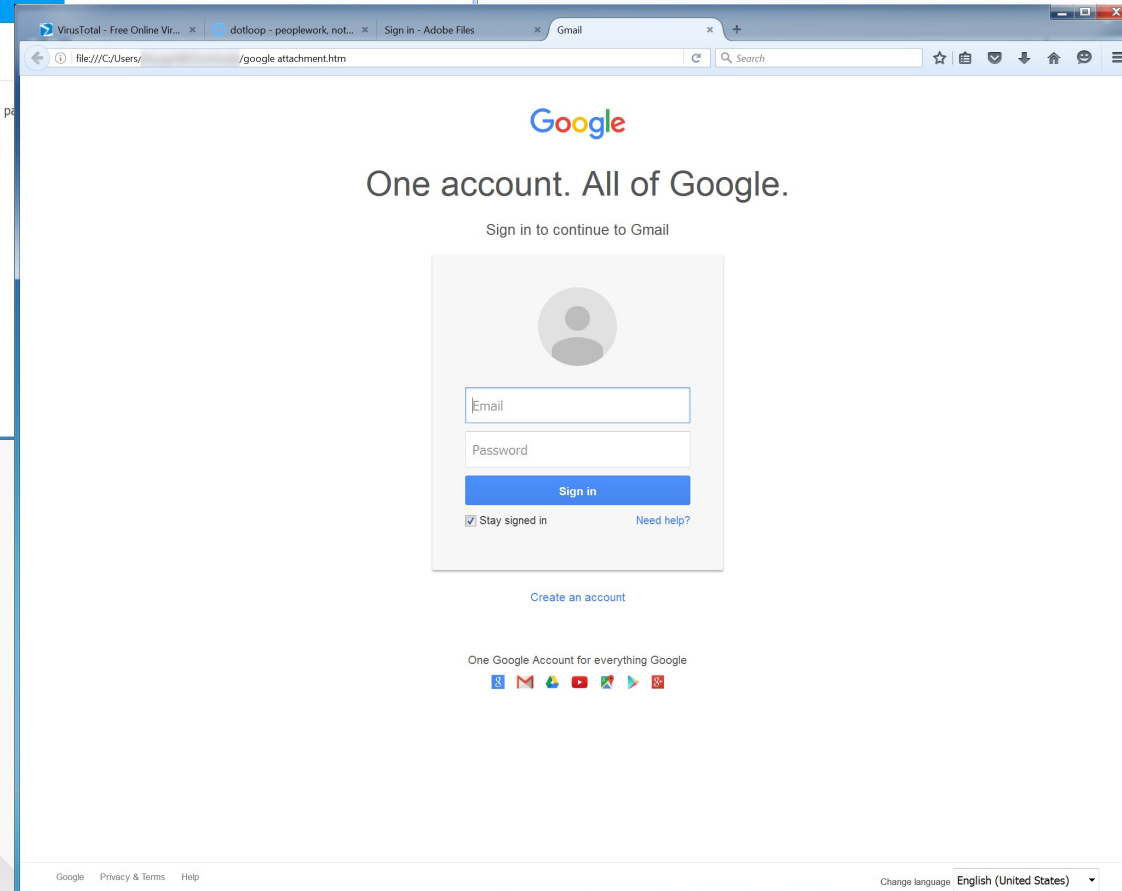 VirusTotal - Free Online Vir...
dotloop - peoplework, not...
Sign in - Adobe Files
Gmail
file:///C:/Users/ /google attachment.htm
Search
Google
One account. All of Google.
Sign in to continue to Gmail
Email
Password
Sign in
Stay signed in
Need help?
Create an account
One Google Account for everything Google
Google
Privacy & Terms
Help
Change language
English (United States)